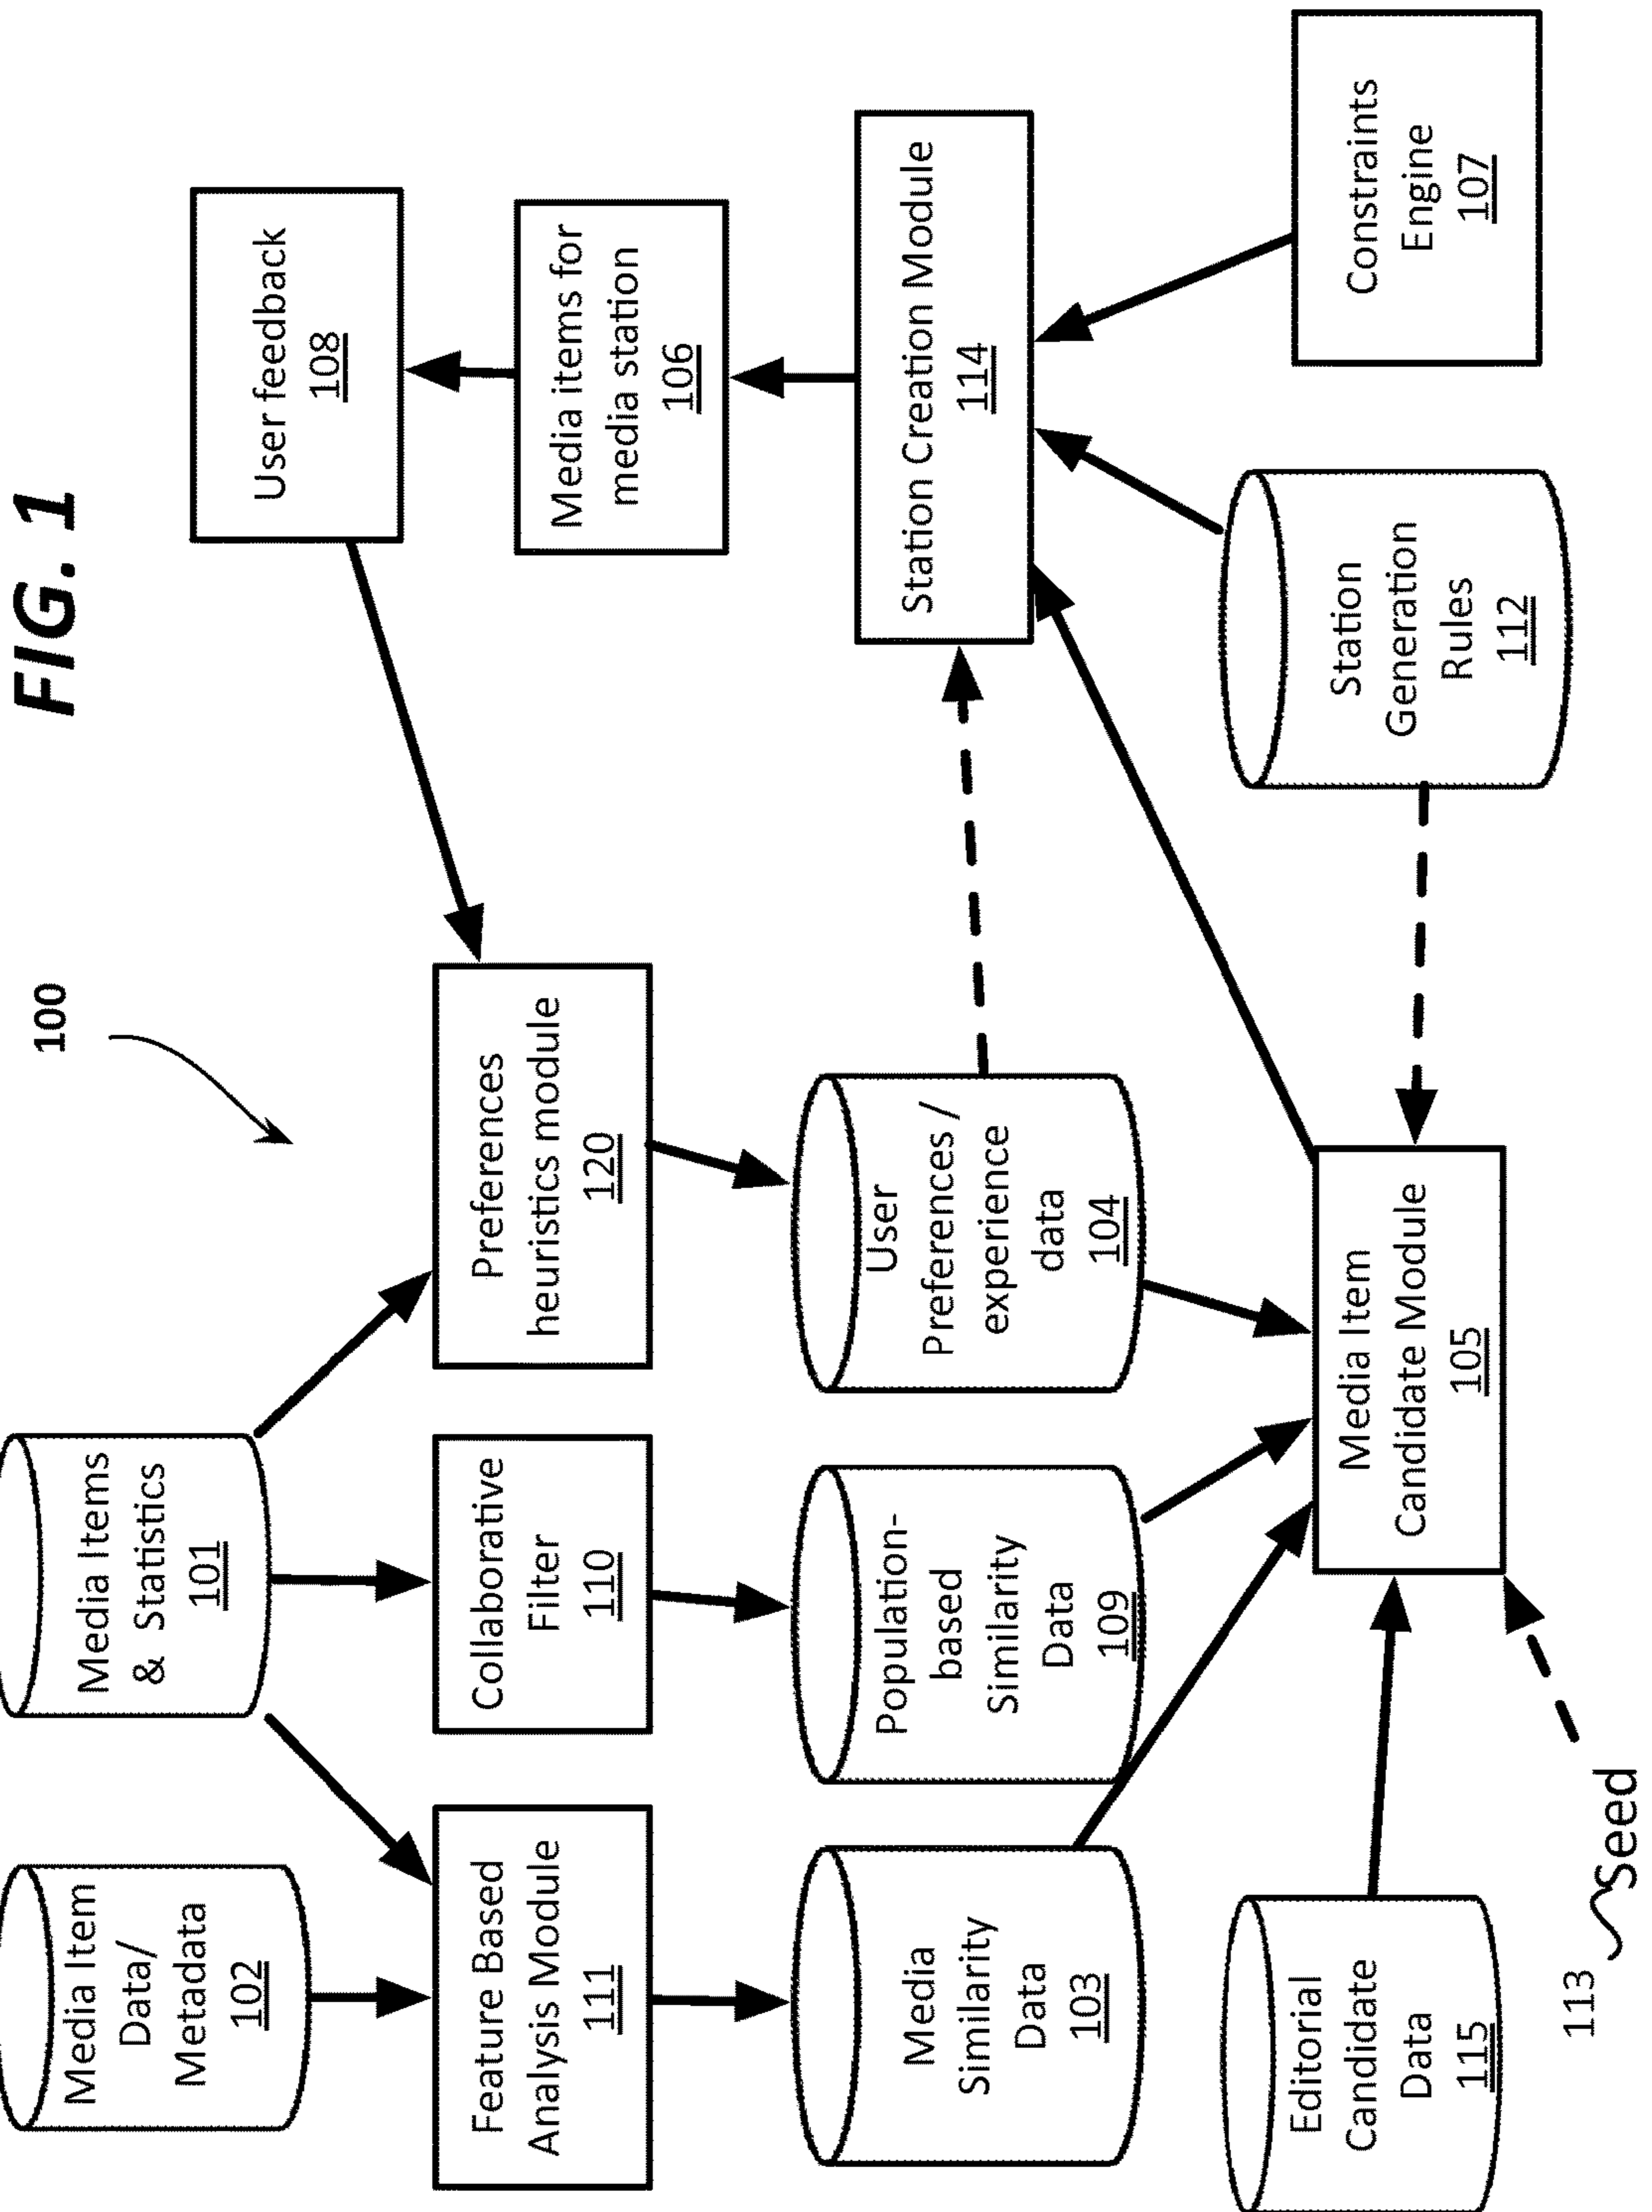 FIG. 1
100
Media Item
Data/
Metadata
102
Media Items
& Statistics
101
Feature Based
Analysis Module
111
Collaborative
Filter
110
Preferences
heuristics module
120
User feedback
108
Media items for
media station
106
Media
Similarity
Data
103
Population-
based
Similarity
Data
109
User
Preferences /
experience
data
104
Station Creation Module
114
Editorial
Candidate
Data
115
Media Item
Candidate Module
105
Station
Generation
Rules
112
Constraints
Engine
107
113
Seed